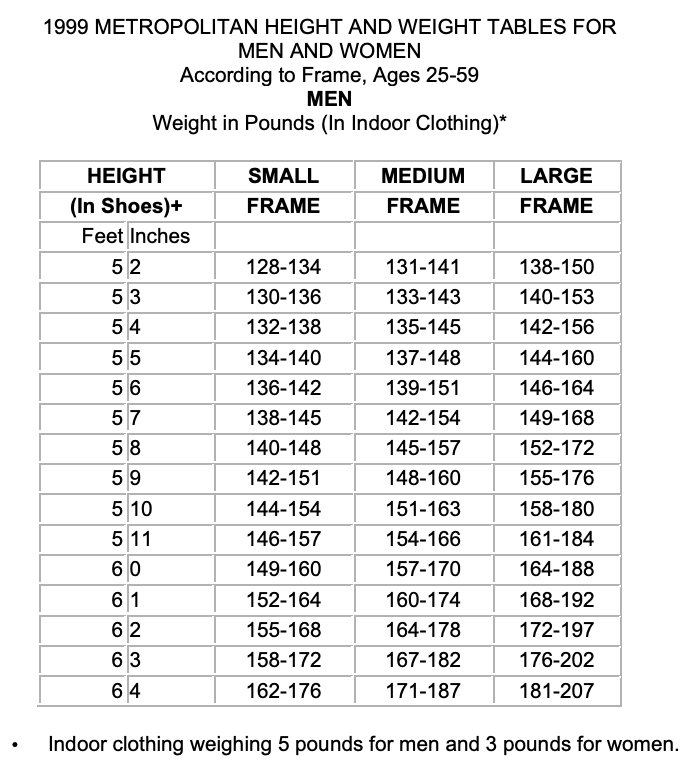 1999 METROPOLITAN HEIGHT AND WEIGHT TABLES FOR
MEN AND WOMEN
According to Frame, Ages 25-59
MEN
Weight in Pounds (In Indoor Clothing)*
HEIGHT SMALL MEDIUM LARGE
(In Shoes)+ FRAME FRAME FRAME
Feet Inches
5 2 128-134 131-141 138-150
5 3 130-136 133-143 140-153
5 4 132-138 135-145 142-156
5 5 134-140 137-148 144-160
5 6 136-142 139-151 146-164
5 7 138-145 142-154 149-168
5 8 140-148 145-157 152-172
5 9 142-151 148-160 155-176
5 10 144-154 151-163 158-180
5 11 146-157 154-166 161-184
6 0 149-160 157-170 164-188
6 1 152-164 160-174 168-192
6 2 155-168 164-178 172-197
6 3 158-172 167-182 176-202
6 4 162-176 171-187 181-207
• Indoor clothing weighing 5 pounds for men and 3 pounds for women.